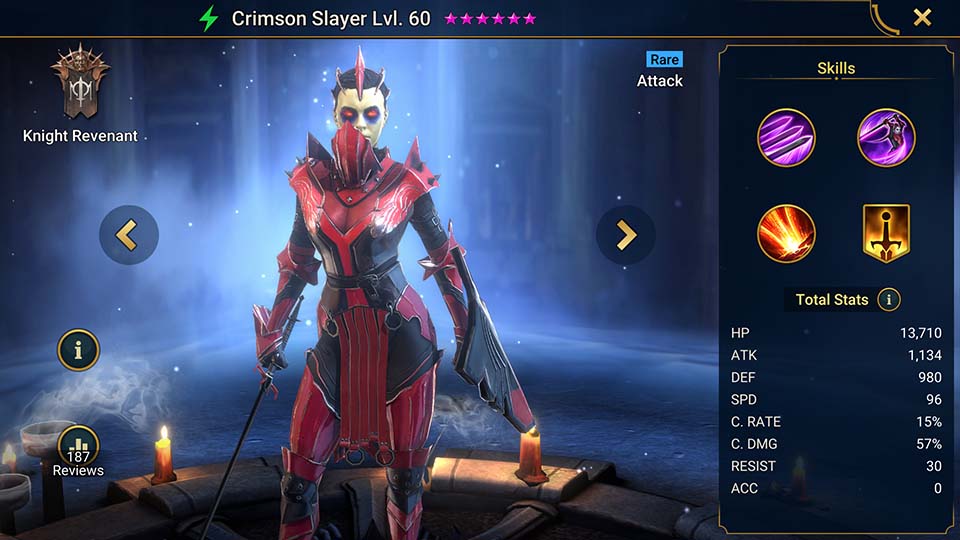 Crimson Slayer Lvl. 60
Knight Revenant
Rare
Attack
187
Reviews
Skills
Total Stats i
HP 13,710
ATK 1,134
DEF 980
SPD 96
C. RATE 15%
C. DMG 57%
RESIST 30
ACC 0
i